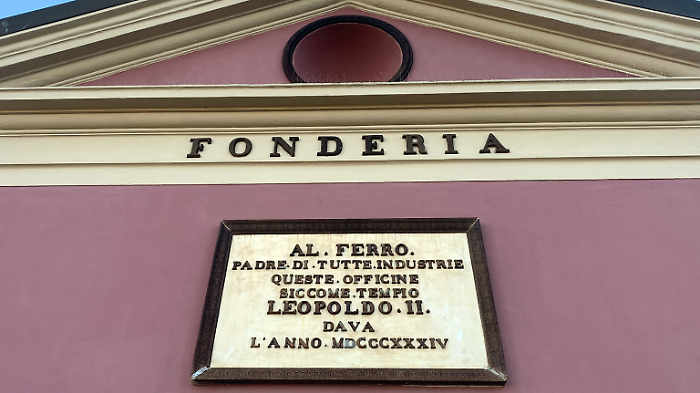 FONDERIA
AL. FERRO.
PADRE·DI·TUTTE.INDUSTRIE
QUESTE.OFFICINE
SICCOME.TEMPIO
LEOPOLDO·II.
DAVA
L'ANNO·MDCCCXXXIV